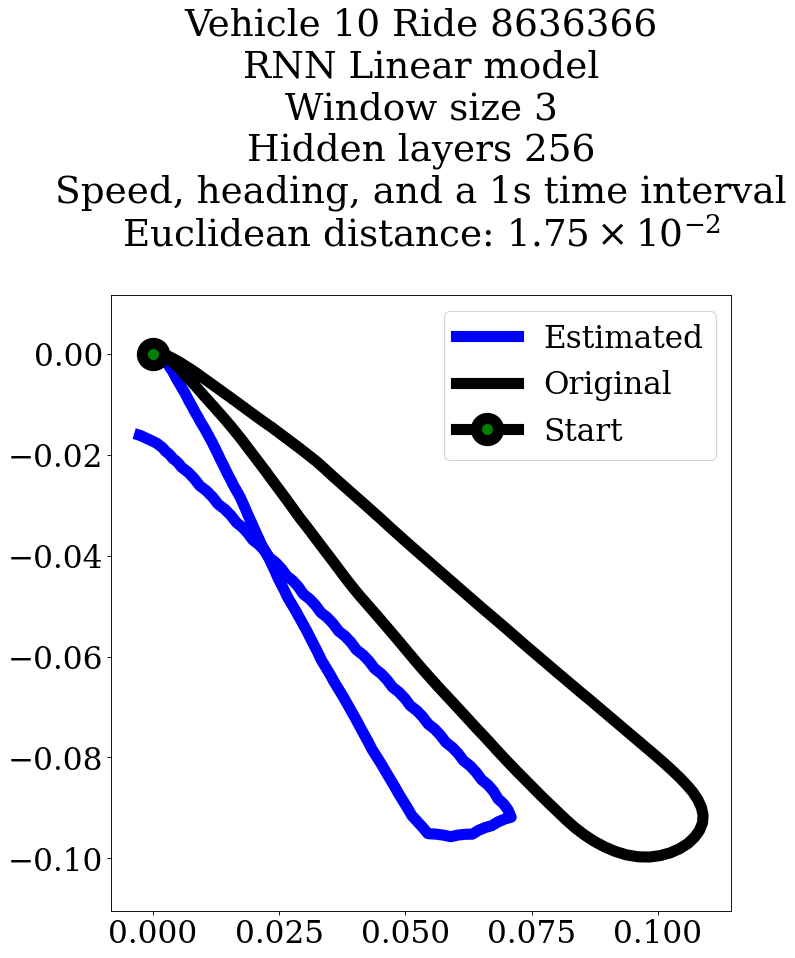 Vehicle 10 Ride 8636366
RNN Linear model
Window size 3
Hidden layers 256
Speed, heading, and a 1s time interval
Euclidean distance: 1.75 × 10⁻²
Estimated
Original
Start
0.00
−0.02
−0.04
−0.06
−0.08
−0.10
0.000 0.025 0.050 0.075 0.100